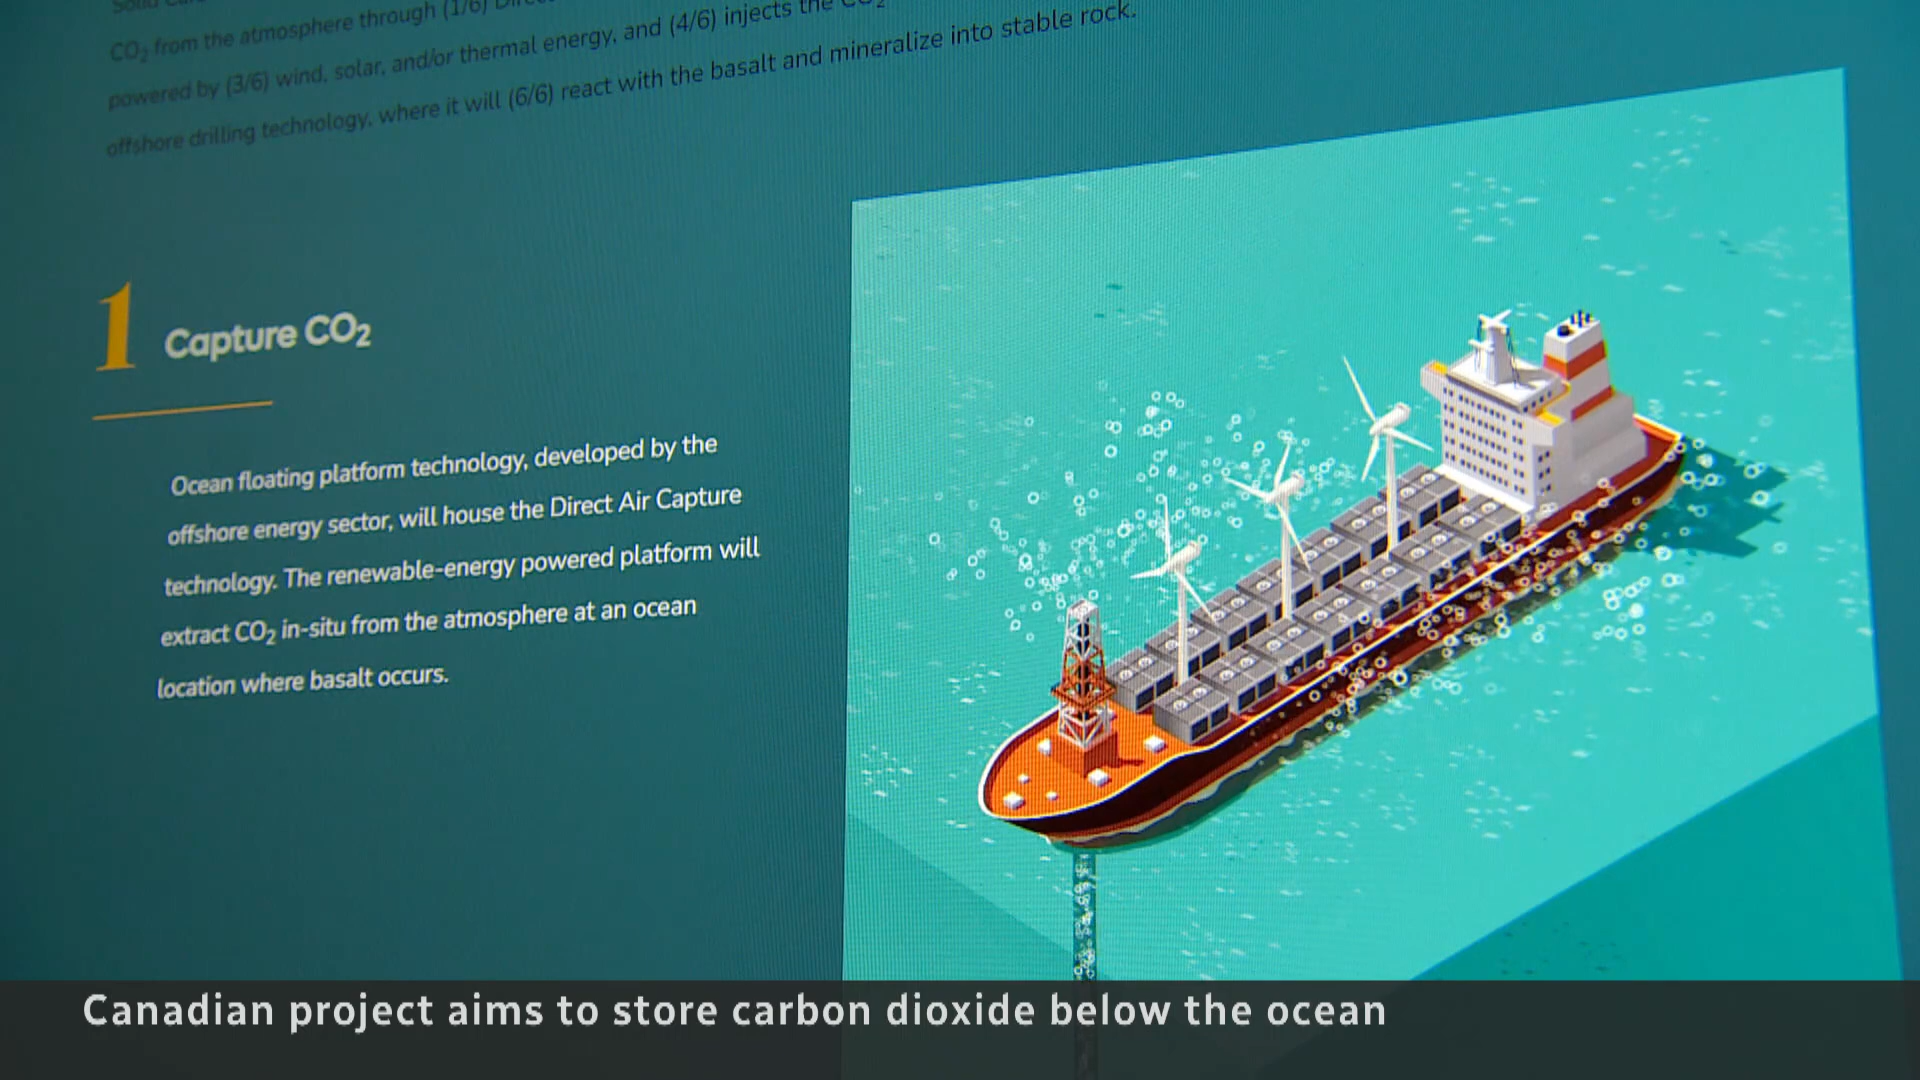 Solid
CO₂ from the atmosphere through (1/6)
powered by (3/6) wind, solar, and/or thermal energy, and (4/6) injects the CO₂
offshore drilling technology, where it will (6/6) react with the basalt and mineralize into stable rock.
1 Capture CO₂
Ocean floating platform technology, developed by the
offshore energy sector, will house the Direct Air Capture
technology. The renewable-energy powered platform will
extract CO₂ in-situ from the atmosphere at an ocean
location where basalt occurs.
Canadian project aims to store carbon dioxide below the ocean